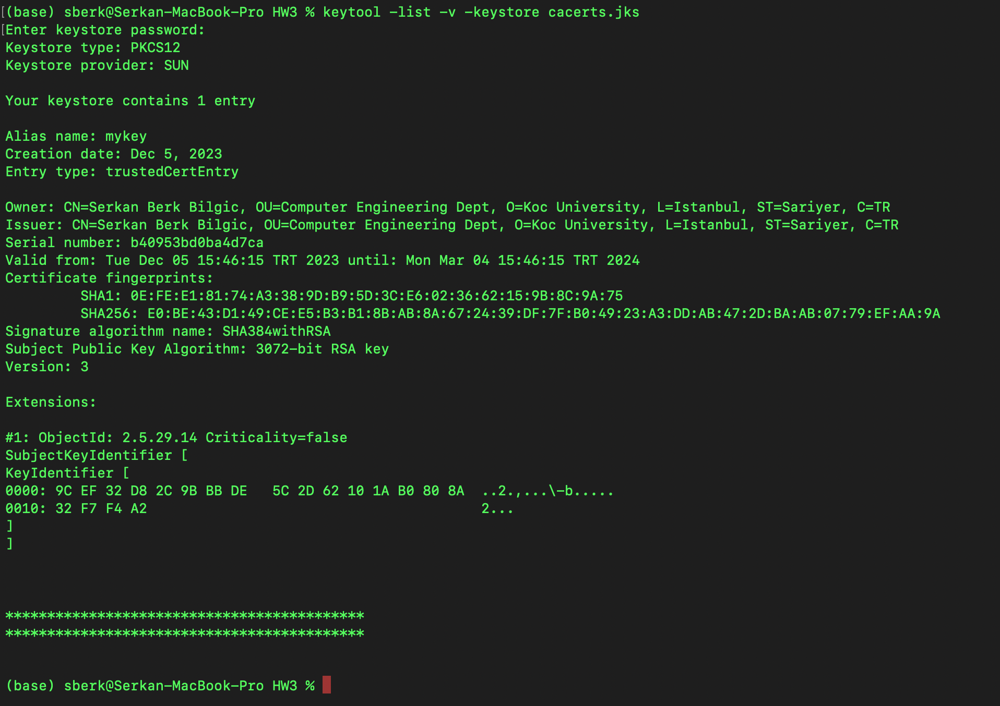 [(base) sberk@Serkan-MacBook-Pro HW3 % keytool -list -v -keystore cacerts.jks
[Enter keystore password:
Keystore type: PKCS12
Keystore provider: SUN
Your keystore contains 1 entry
Alias name: mykey
Creation date: Dec 5, 2023
Entry type: trustedCertEntry
Owner: CN=Serkan Berk Bilgic, OU=Computer Engineering Dept, O=Koc University, L=Istanbul, ST=Sariyer, C=TR
Issuer: CN=Serkan Berk Bilgic, OU=Computer Engineering Dept, O=Koc University, L=Istanbul, ST=Sariyer, C=TR
Serial number: b40953bd0ba4d7ca
Valid from: Tue Dec 05 15:46:15 TRT 2023 until: Mon Mar 04 15:46:15 TRT 2024
Certificate fingerprints:
         SHA1: 0E:FE:E1:81:74:A3:38:9D:B9:5D:3C:E6:02:36:62:15:9B:8C:9A:75
         SHA256: E0:BE:43:D1:49:CE:E5:B3:B1:8B:AB:8A:67:24:39:DF:7F:B0:49:23:A3:DD:AB:47:2D:BA:AB:07:79:EF:AA:9A
Signature algorithm name: SHA384withRSA
Subject Public Key Algorithm: 3072-bit RSA key
Version: 3
Extensions:
#1: ObjectId: 2.5.29.14 Criticality=false
SubjectKeyIdentifier [
KeyIdentifier [
0000: 9C EF 32 D8 2C 9B BB DE   5C 2D 62 10 1A B0 80 8A  ..2.,...\-b.....
0010: 32 F7 F4 A2                                        2...
]
]
*******************************************
*******************************************
(base) sberk@Serkan-MacBook-Pro HW3 %